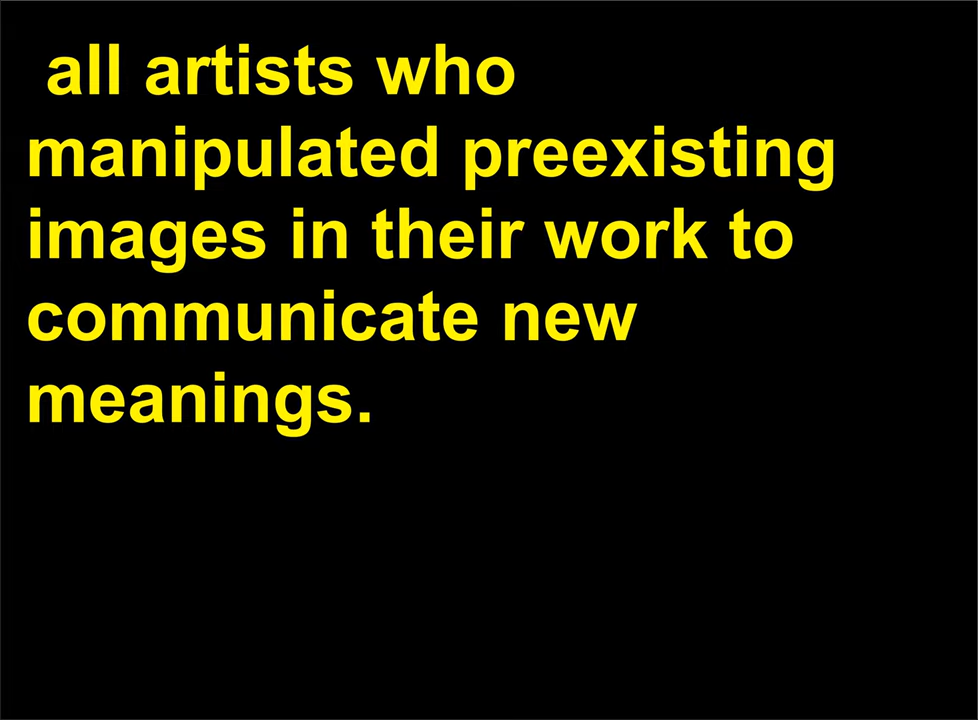 all artists who
manipulated preexisting
images in their work to
communicate new
meanings.